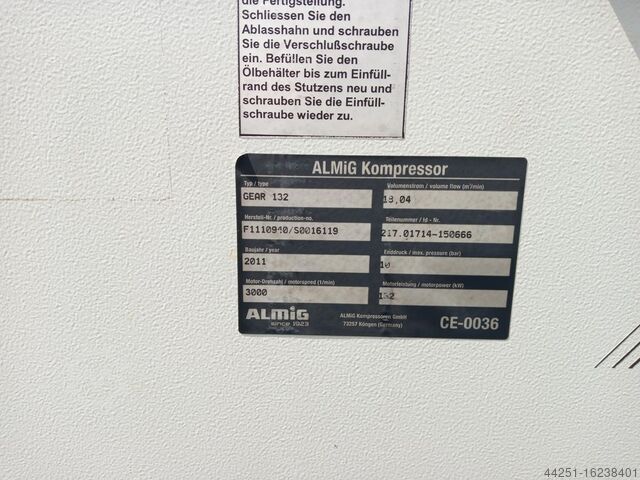 die Fertigstellung.
Schliessen Sie den
Ablasshahn und schrauben
Sie die Verschlußschraube
ein. Befüllen Sie den
Ölbehälter bis zum Einfüll-
rand des Stutzens neu und
schrauben Sie die Einfüll-
schraube wieder zu.
ALMiG Kompressor
Typ / type
GEAR 132
Volumenstrom / volume flow (m³/min)
18,04
Herstell-Nr. / production-no.
F1110940/S0016119
Teilenummer / Id - Nr.
217.01714-150666
Baujahr / year
2011
Enddruck / max. pressure (bar)
10
Motor-Drehzahl / motorspeed (1/min)
3000
Motorleistung / motorpower (kW)
132
ALMiG
since 1923
ALMiG Kompressoren GmbH
73257 Köngen (Germany)
CE-0036
44251-16238401